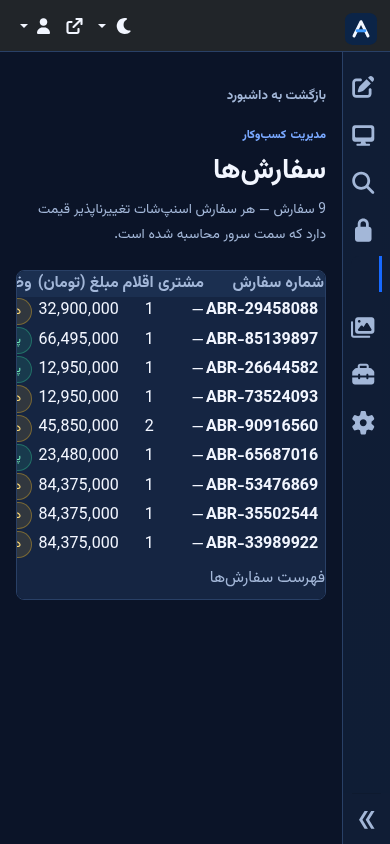 بازگشت به داشبورد
مدیریت کسب‌وکار
سفارش‌ها
9 سفارش — هر سفارش اسنپ‌شات تغییرناپذیر قیمت
دارد که سمت سرور محاسبه شده است.
شماره سفارش مشتری اقلام مبلغ (تومان)
ABR-29458088 — 1 32,900,000
ABR-85139897 — 1 66,495,000
ABR-26644582 — 1 12,950,000
ABR-73524093 — 1 12,950,000
ABR-90916560 — 2 45,850,000
ABR-65687016 — 1 23,480,000
ABR-53476869 — 1 84,375,000
ABR-35502544 — 1 84,375,000
ABR-33989922 — 1 84,375,000
فهرست سفارش‌ها